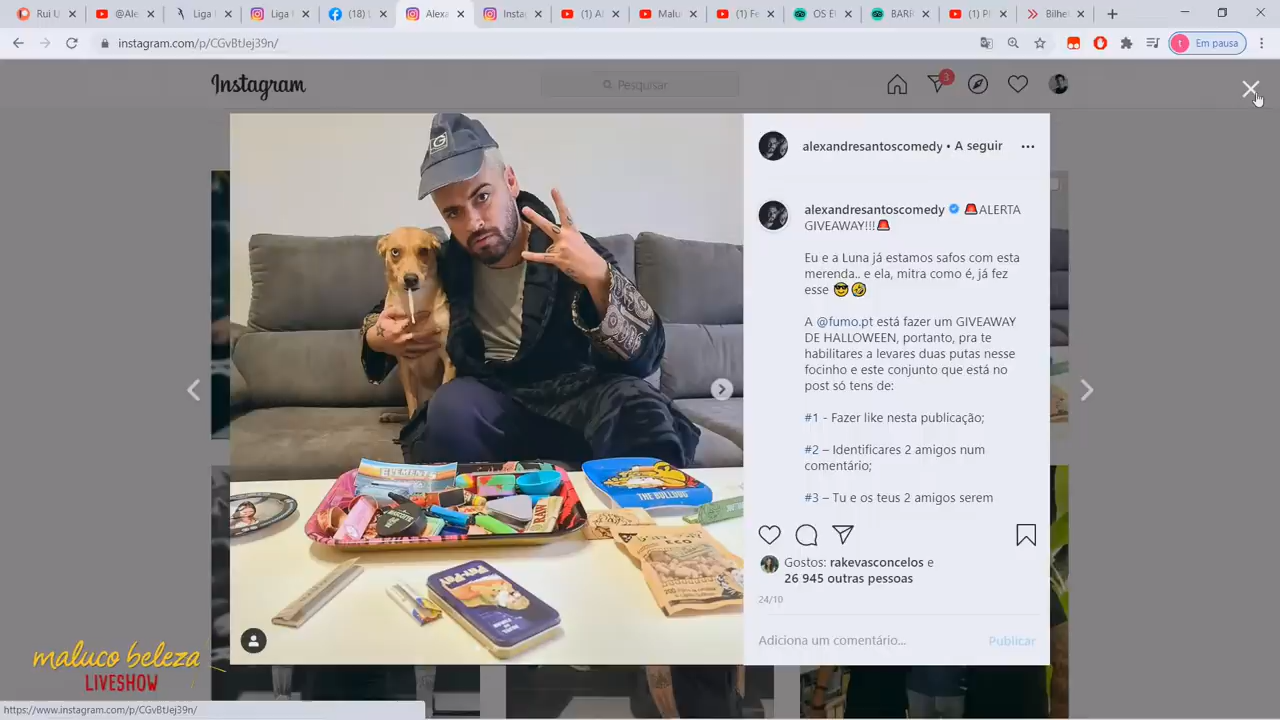 Rui U
@Ale
Liga
Liga
(18) L
Alexa
Instag
(1) A
Malu
(1) Fe
OS E
BARR
(1) P
Bilhe
instagram.com/p/CGvBtJej39n/
Em pausa
Instagram
Pesquisar
3
alexandresantoscomedy • A seguir
alexandresantoscomedy 🚨ALERTA
GIVEAWAY!!!🚨
Eu e a Luna já estamos safos com esta
merenda.. e ela, mitra como é, já fez
esse 😎🤣
A @fumo.pt está fazer um GIVEAWAY
DE HALLOWEEN, portanto, pra te
habilitares a levares duas putas nesse
focinho e este conjunto que está no
post só tens de:
#1 - Fazer like nesta publicação;
#2 – Identificares 2 amigos num
comentário;
#3 – Tu e os teus 2 amigos serem
Gostos: rakevasconcelos e
26 945 outras pessoas
24/10
Adiciona um comentário...
Publicar
G
ELEMENTS
THE BULLDOG
RAW
maluco beleza
LIVESHOW
https://www.instagram.com/p/CGvBtJej39n/